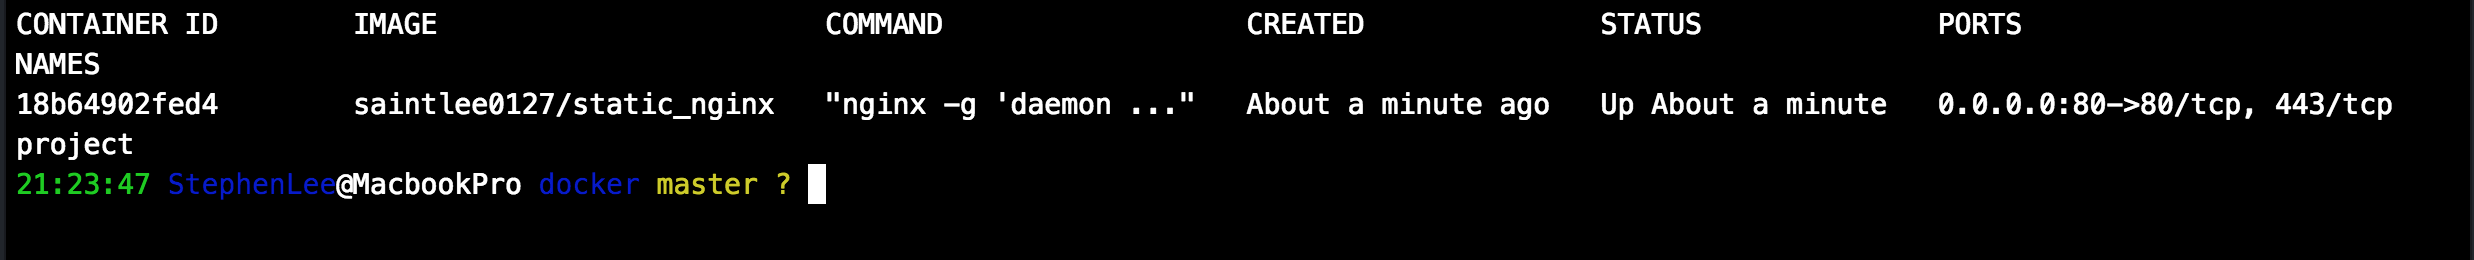 CONTAINER ID        IMAGE                       COMMAND                  CREATED              STATUS              PORTS
NAMES
18b64902fed4        saintlee0127/static_nginx   "nginx -g 'daemon ..."   About a minute ago   Up About a minute   0.0.0.0:80->80/tcp, 443/tcp
project
21:23:47 StephenLee@MacbookPro docker master ?